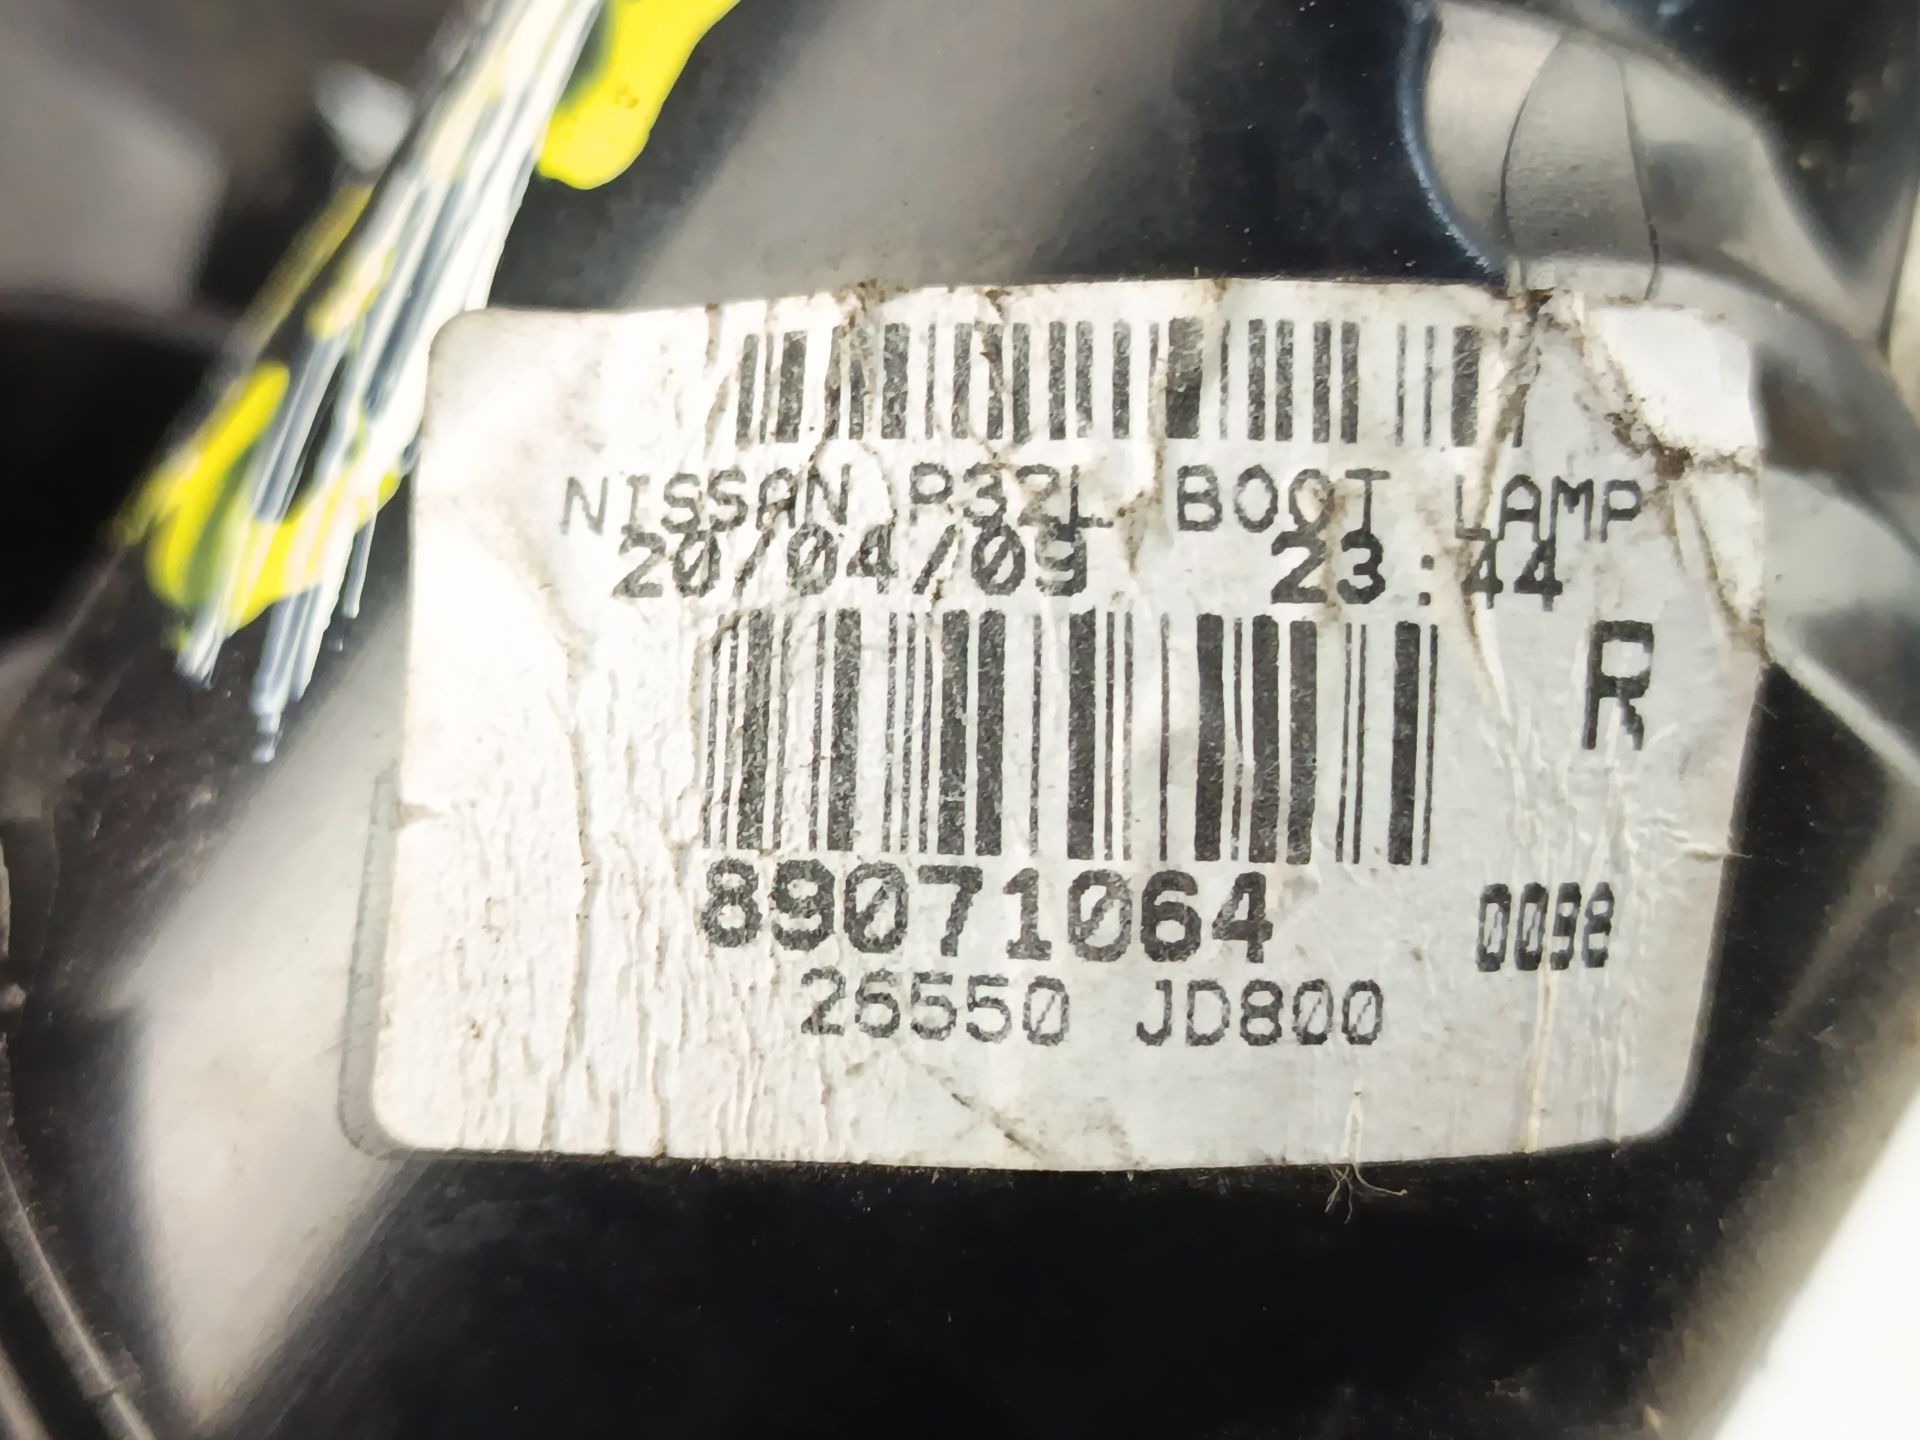 NISSAN P32L BOOT LAMP
20/04/09 23:44
R
89071064 0098
26550 JD800